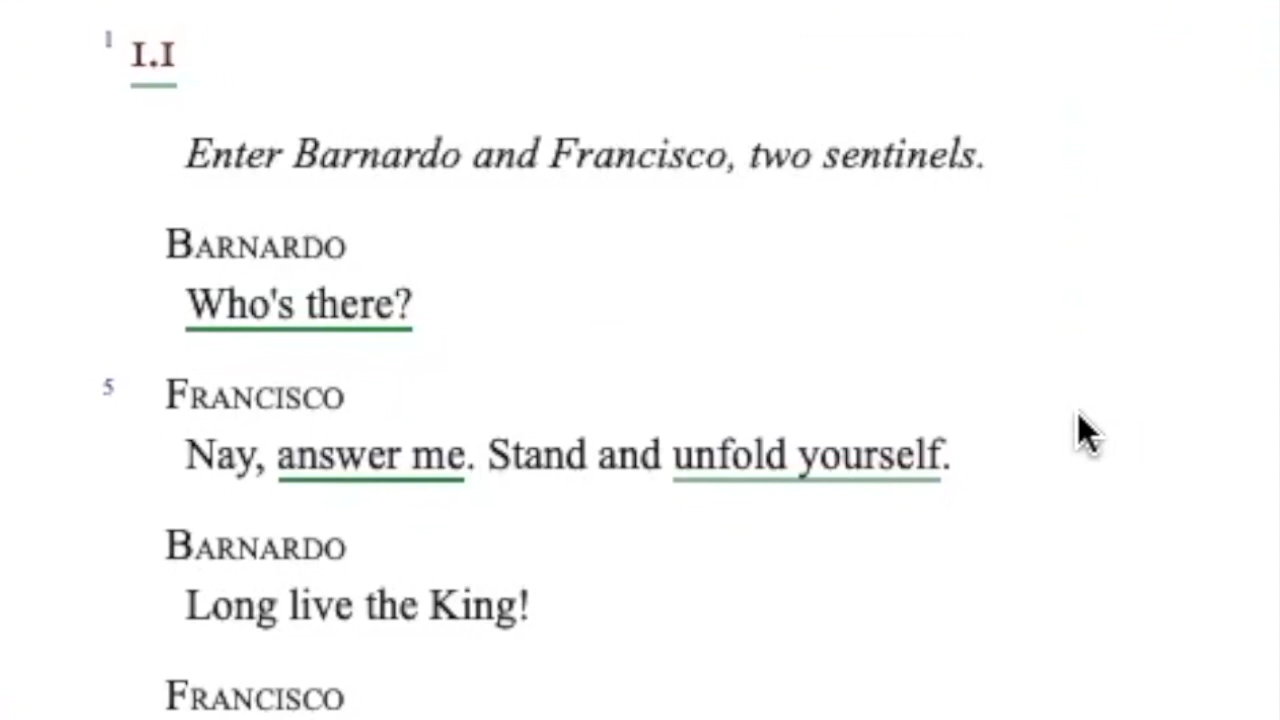 1
I.I
Enter Barnardo and Francisco, two sentinels.
BARNARDO
Who's there?
5 FRANCISCO
Nay, answer me. Stand and unfold yourself.
BARNARDO
Long live the King!
FRANCISCO